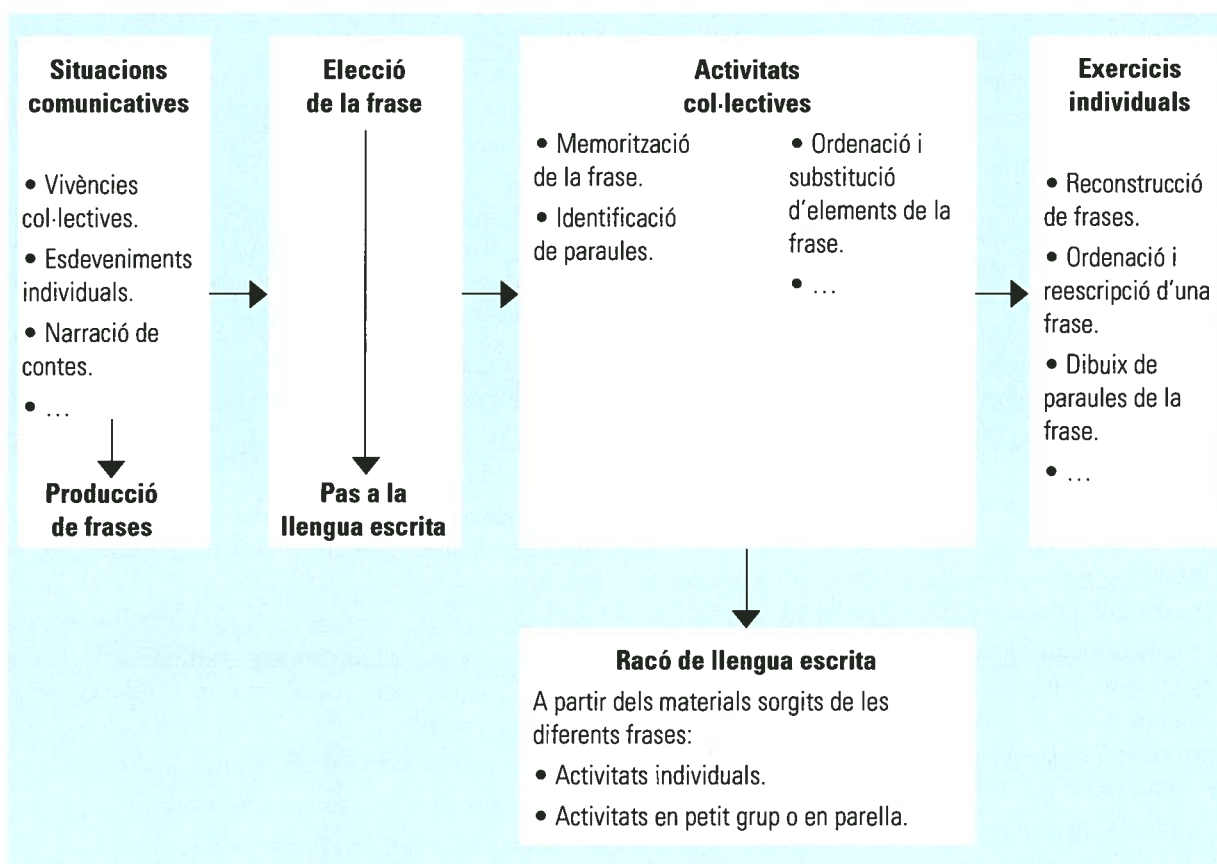 Situacions
comunicatives
• Vivències
col·lectives.
• Esdeveniments
individuals.
• Narració de
contes.
• ...
Producció
de frases
Elecció
de la frase
Pas a la
llengua escrita
Activitats
col·lectives
• Memorització
de la frase.
• Identificació
de paraules.
• Ordenació i
substitució
d'elements de la
frase.
• ...
Exercicis
individuals
• Reconstrucció
de frases.
• Ordenació i
reescripció d'una
frase.
• Dibuix de
paraules de la
frase.
• ...
Racó de llengua escrita
A partir dels materials sorgits de les
diferents frases:
• Activitats individuals.
• Activitats en petit grup o en parella.